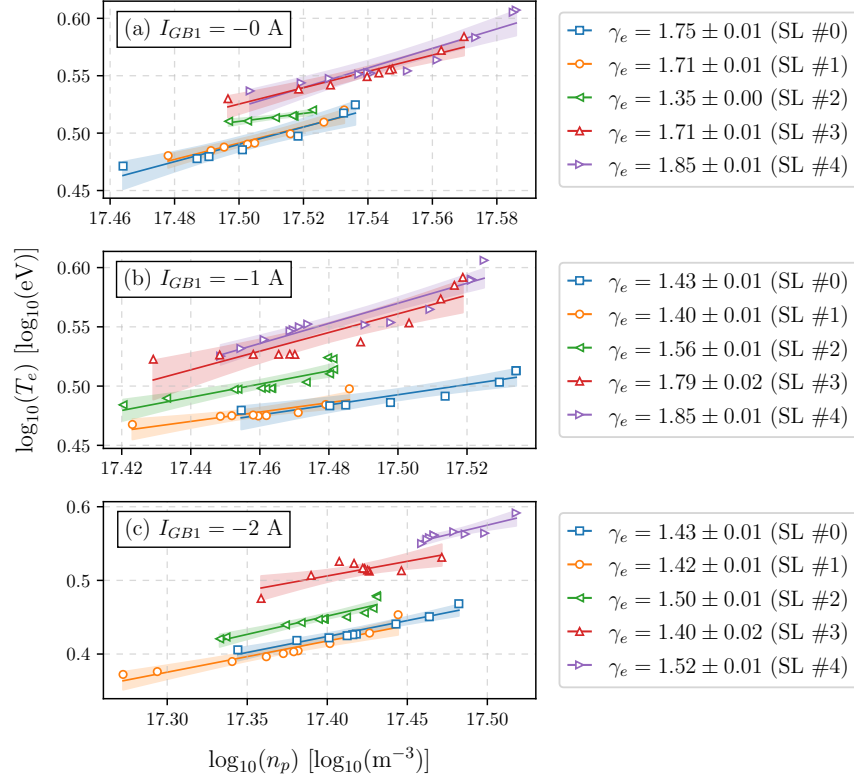 (a) I_{GB1} = −0 A
0.60
0.55
0.50
0.45
17.46 17.48 17.50 17.52 17.54 17.56 17.58
γ_e = 1.75 ± 0.01 (SL #0)
γ_e = 1.71 ± 0.01 (SL #1)
γ_e = 1.35 ± 0.00 (SL #2)
γ_e = 1.71 ± 0.01 (SL #3)
γ_e = 1.85 ± 0.01 (SL #4)
log₁₀(T_e) [log₁₀(eV)]
(b) I_{GB1} = −1 A
0.60
0.55
0.50
0.45
17.42 17.44 17.46 17.48 17.50 17.52
γ_e = 1.43 ± 0.01 (SL #0)
γ_e = 1.40 ± 0.01 (SL #1)
γ_e = 1.56 ± 0.01 (SL #2)
γ_e = 1.79 ± 0.02 (SL #3)
γ_e = 1.85 ± 0.01 (SL #4)
(c) I_{GB1} = −2 A
0.6
0.5
0.4
17.30 17.35 17.40 17.45 17.50
γ_e = 1.43 ± 0.01 (SL #0)
γ_e = 1.42 ± 0.01 (SL #1)
γ_e = 1.50 ± 0.01 (SL #2)
γ_e = 1.40 ± 0.02 (SL #3)
γ_e = 1.52 ± 0.01 (SL #4)
log₁₀(n_p) [log₁₀(m⁻³)]